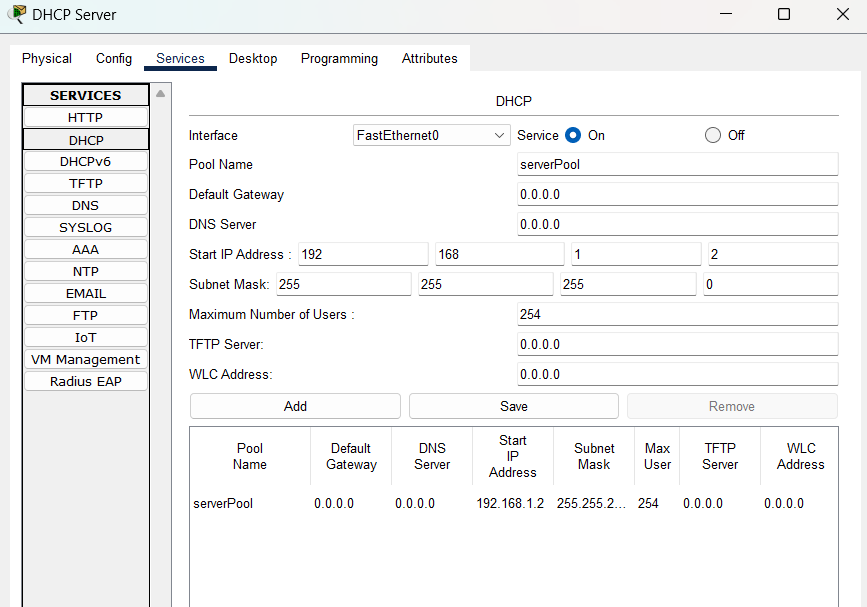 DHCP Server
Physical Config Services Desktop Programming Attributes
SERVICES
HTTP
DHCP
DHCPv6
TFTP
DNS
SYSLOG
AAA
NTP
EMAIL
FTP
IoT
VM Management
Radius EAP
DHCP
Interface FastEthernet0 Service On Off
Pool Name serverPool
Default Gateway 0.0.0.0
DNS Server 0.0.0.0
Start IP Address : 192 168 1 2
Subnet Mask: 255 255 255 0
Maximum Number of Users : 254
TFTP Server: 0.0.0.0
WLC Address: 0.0.0.0
Add Save Remove
Pool Name Default Gateway DNS Server Start IP Address Subnet Mask Max User TFTP Server WLC Address
serverPool 0.0.0.0 0.0.0.0 192.168.1.2 255.255.2... 254 0.0.0.0 0.0.0.0